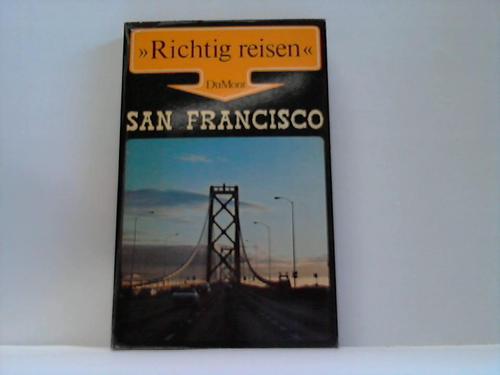 »Richtig reisen«
DuMont
SAN FRANCISCO